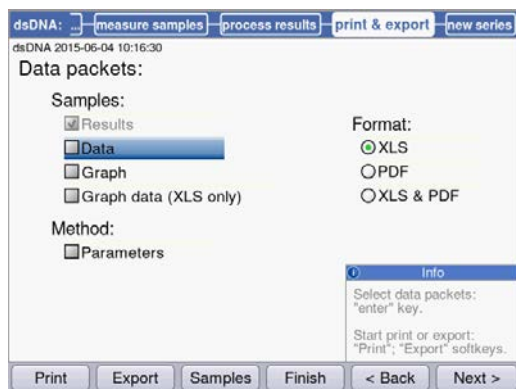 dsDNA: ... measure samples process results print & export new series
dsDNA 2015-06-04 10:16:30
Data packets:
Samples:
Results
Data
Graph
Graph data (XLS only)
Method:
Parameters
Format:
XLS
PDF
XLS & PDF
Info
Select data packets:
"enter" key.
Start print or export:
"Print"; "Export" softkeys.
Print Export Samples Finish < Back Next >